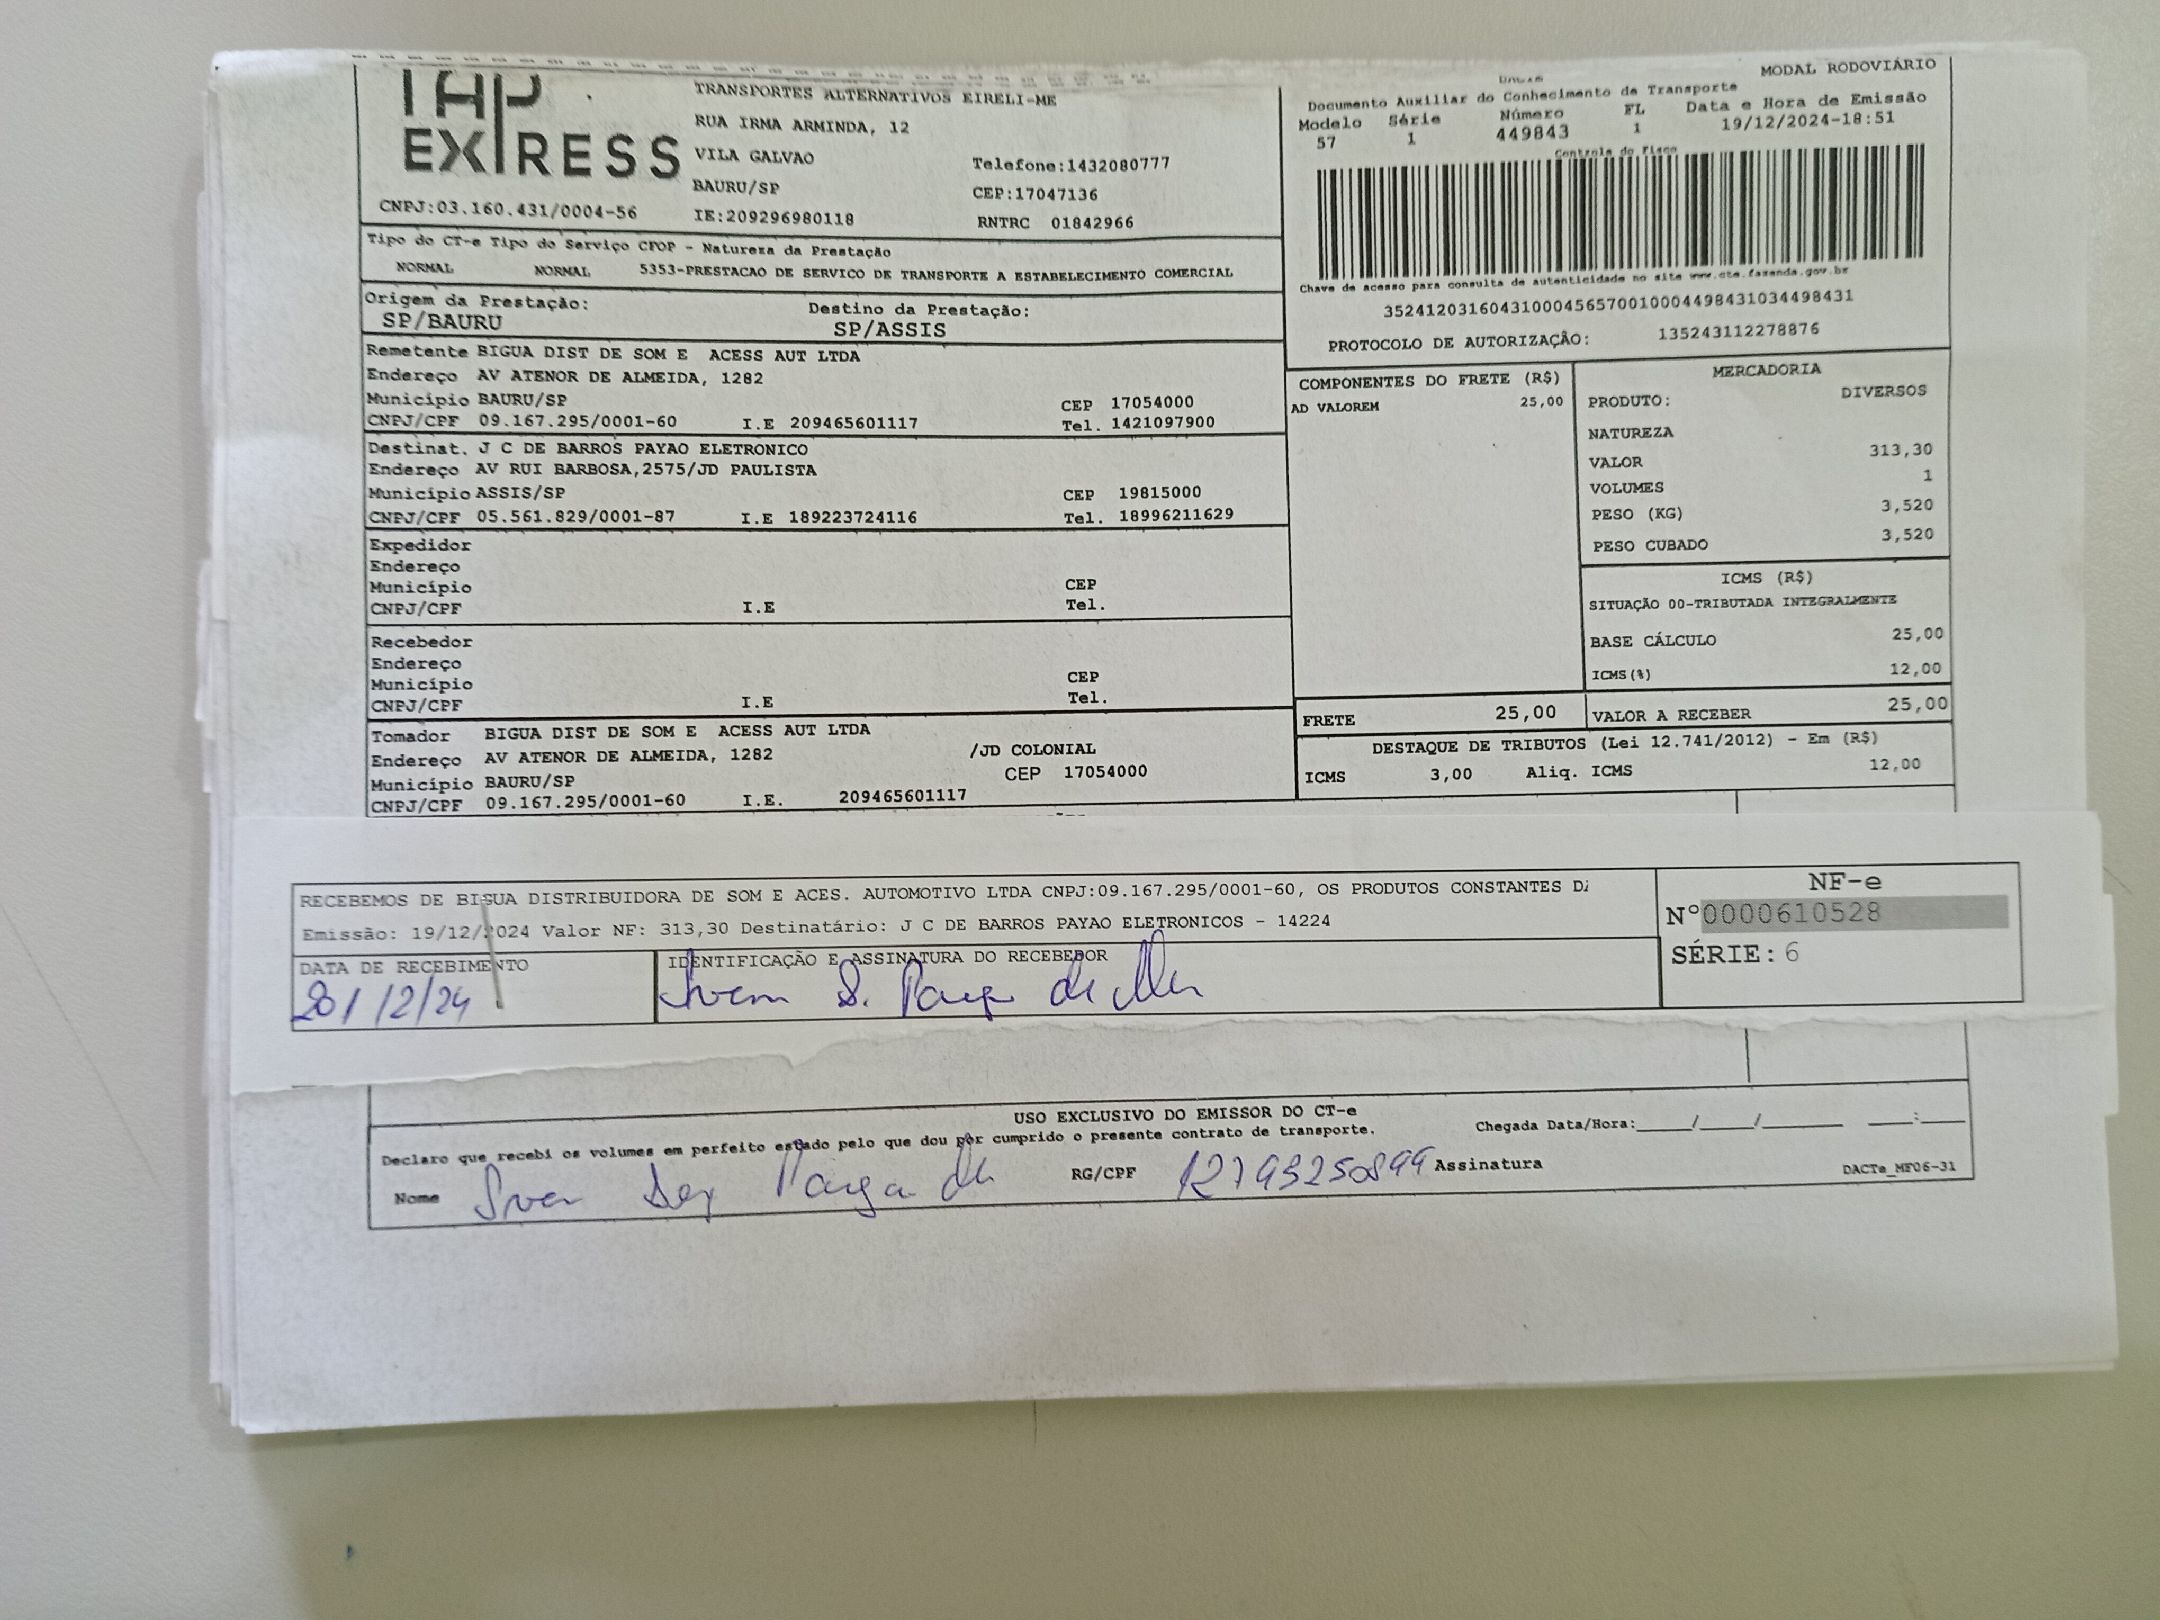 TAP
EXPRESS
CNPJ:03.160.431/0004-56
TRANSPORTES ALTERNATIVOS EIRELI-ME
RUA IRMA ARMINDA, 12
VILA GALVAO
Telefone:1432080777
BAURU/SP
CEP:17047136
IE:209296980118
RNTRC 01842966
MODAL RODOVIÁRIO
Documento Auxiliar do Conhecimento de Transporte
Modelo Série Número FL Data e Hora de Emissão
57 1 449843 1 19/12/2024-18:51
Controle do Fisco
Chave de acesso para consulta de autenticidade no site www.cte.fazenda.gov.br
35241203160431000456570010004498431034498431
PROTOCOLO DE AUTORIZAÇÃO: 135243112278876
Tipo do CT-e Tipo do Serviço CFOP - Natureza da Prestação
NORMAL NORMAL 5353-PRESTACAO DE SERVICO DE TRANSPORTE A ESTABELECIMENTO COMERCIAL
Origem da Prestação: Destino da Prestação:
SP/BAURU SP/ASSIS
Remetente BIGUA DIST DE SOM E ACESS AUT LTDA
Endereço AV ATENOR DE ALMEIDA, 1282
Município BAURU/SP CEP 17054000
CNPJ/CPF 09.167.295/0001-60 I.E 209465601117 Tel. 1421097900
Destinat. J C DE BARROS PAYAO ELETRONICO
Endereço AV RUI BARBOSA,2575/JD PAULISTA
Município ASSIS/SP CEP 19815000
CNPJ/CPF 05.561.829/0001-87 I.E 189223724116 Tel. 18996211629
Expedidor
Endereço
Município CEP
CNPJ/CPF I.E Tel.
Recebedor
Endereço
Município CEP
CNPJ/CPF I.E Tel.
Tomador BIGUA DIST DE SOM E ACESS AUT LTDA
Endereço AV ATENOR DE ALMEIDA, 1282 /JD COLONIAL
Município BAURU/SP CEP 17054000
CNPJ/CPF 09.167.295/0001-60 I.E. 209465601117
COMPONENTES DO FRETE (R$)
AD VALOREM 25,00
MERCADORIA
PRODUTO: DIVERSOS
NATUREZA
VALOR 313,30
VOLUMES 1
PESO (KG) 3,520
PESO CUBADO 3,520
ICMS (R$)
SITUAÇÃO 00-TRIBUTADA INTEGRALMENTE
BASE CÁLCULO 25,00
ICMS(%) 12,00
FRETE 25,00 VALOR A RECEBER 25,00
DESTAQUE DE TRIBUTOS (Lei 12.741/2012) - Em (R$)
ICMS 3,00 Aliq. ICMS 12,00
RECEBEMOS DE BIGUA DISTRIBUIDORA DE SOM E ACES. AUTOMOTIVO LTDA CNPJ:09.167.295/0001-60, OS PRODUTOS CONSTANTES
Emissão: 19/12/2024 Valor NF: 313,30 Destinatário: J C DE BARROS PAYAO ELETRONICOS - 14224
DATA DE RECEBIMENTO
20/12/24
IDENTIFICAÇÃO E ASSINATURA DO RECEBEDOR
NF-e
Nº0000610528
SÉRIE: 6
USO EXCLUSIVO DO EMISSOR DO CT-e
Declaro que recebi os volumes em perfeito estado pelo que dou por cumprido o presente contrato de transporte. Chegada Data/Hora:____/____/______ ____:____
Nome RG/CPF 12793250899 Assinatura
DACTe_MF06-31